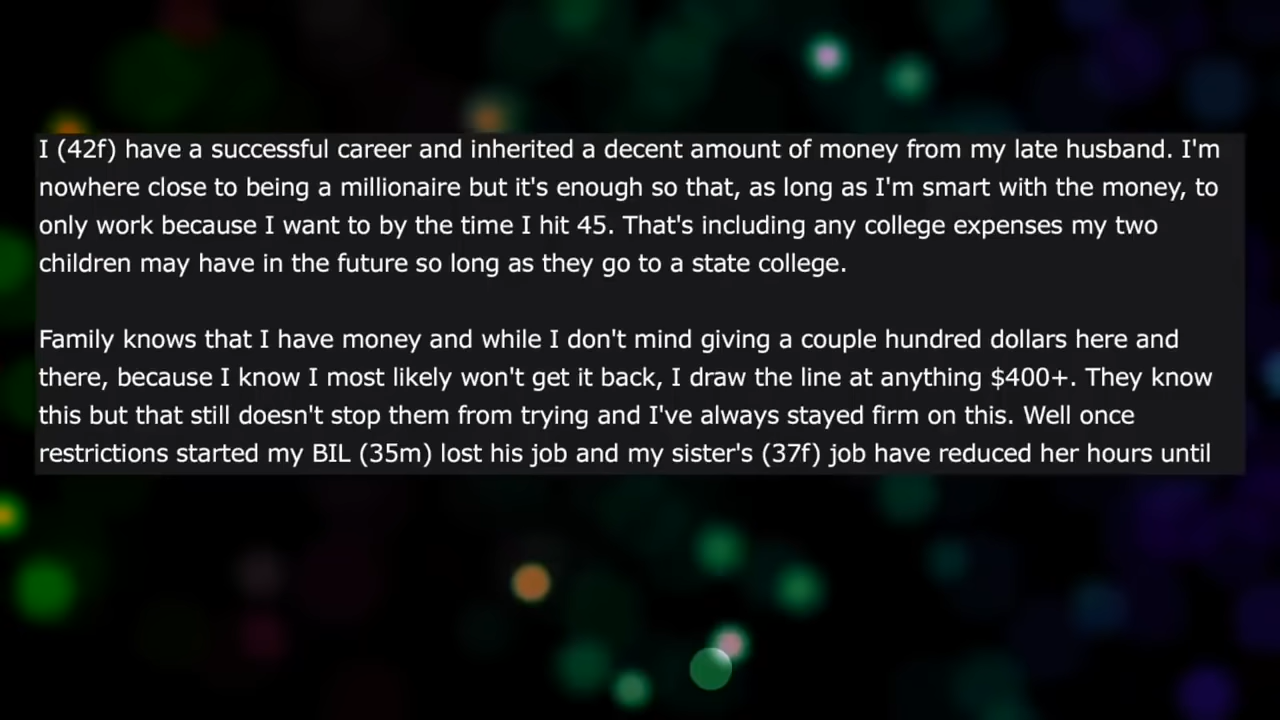 I (42f) have a successful career and inherited a decent amount of money from my late husband. I'm
nowhere close to being a millionaire but it's enough so that, as long as I'm smart with the money, to
only work because I want to by the time I hit 45. That's including any college expenses my two
children may have in the future so long as they go to a state college.
Family knows that I have money and while I don't mind giving a couple hundred dollars here and
there, because I know I most likely won't get it back, I draw the line at anything $400+. They know
this but that still doesn't stop them from trying and I've always stayed firm on this. Well once
restrictions started my BIL (35m) lost his job and my sister's (37f) job have reduced her hours until